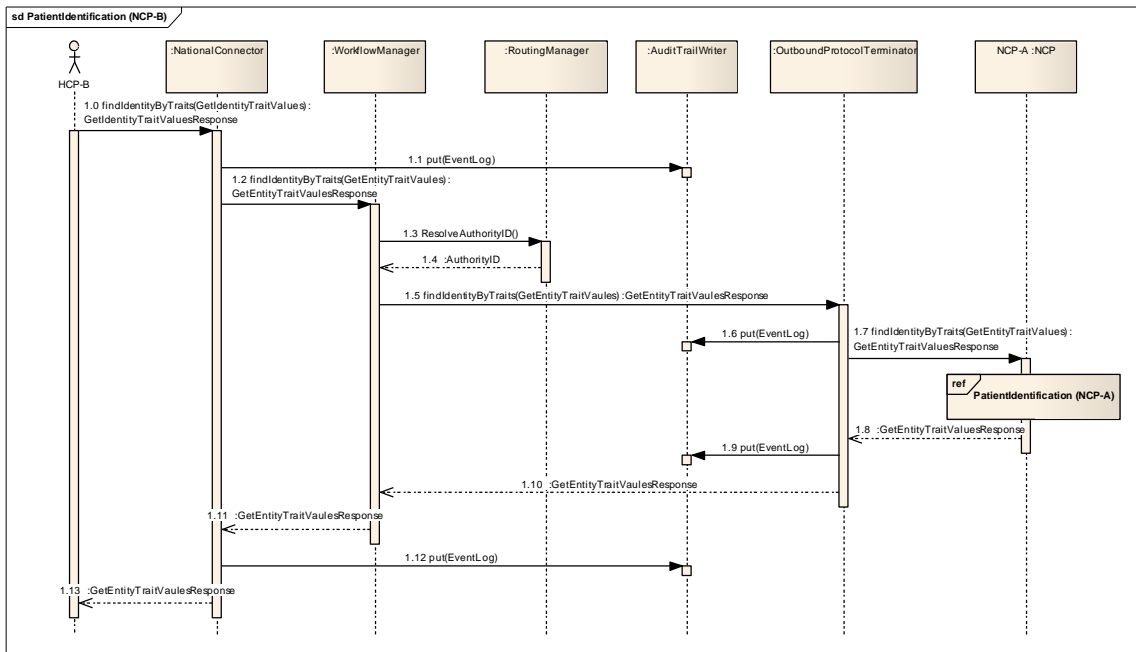 sd PatientIdentification (NCP-B)
:NationalConnector
:WorkflowManager
:RoutingManager
:AuditTrailWriter
:OutboundProtocolTerminator
NCP-A :NCP
HCP-B
1.0 findIdentityByTraits(GetIdentityTraitValues) :
GetIdentityTraitValuesResponse
1.1 put(EventLog)
1.2 findIdentityByTraits(GetEntityTraitVaules) :
GetEntityTraitVaulesResponse
1.3 ResolveAuthorityID()
1.4 :AuthorityID
1.5 findIdentityByTraits(GetEntityTraitVaules) :GetEntityTraitVaulesResponse
1.6 put(EventLog)
1.7 findIdentityByTraits(GetEntityTraitValues) :
GetEntityTraitValuesResponse
ref
PatientIdentification (NCP-A)
1.8 :GetEntityTraitValuesResponse
1.9 put(EventLog)
1.10 :GetEntityTraitVaulesResponse
1.11 :GetEntityTraitVaulesResponse
1.12 put(EventLog)
1.13 :GetEntityTraitVaulesResponse